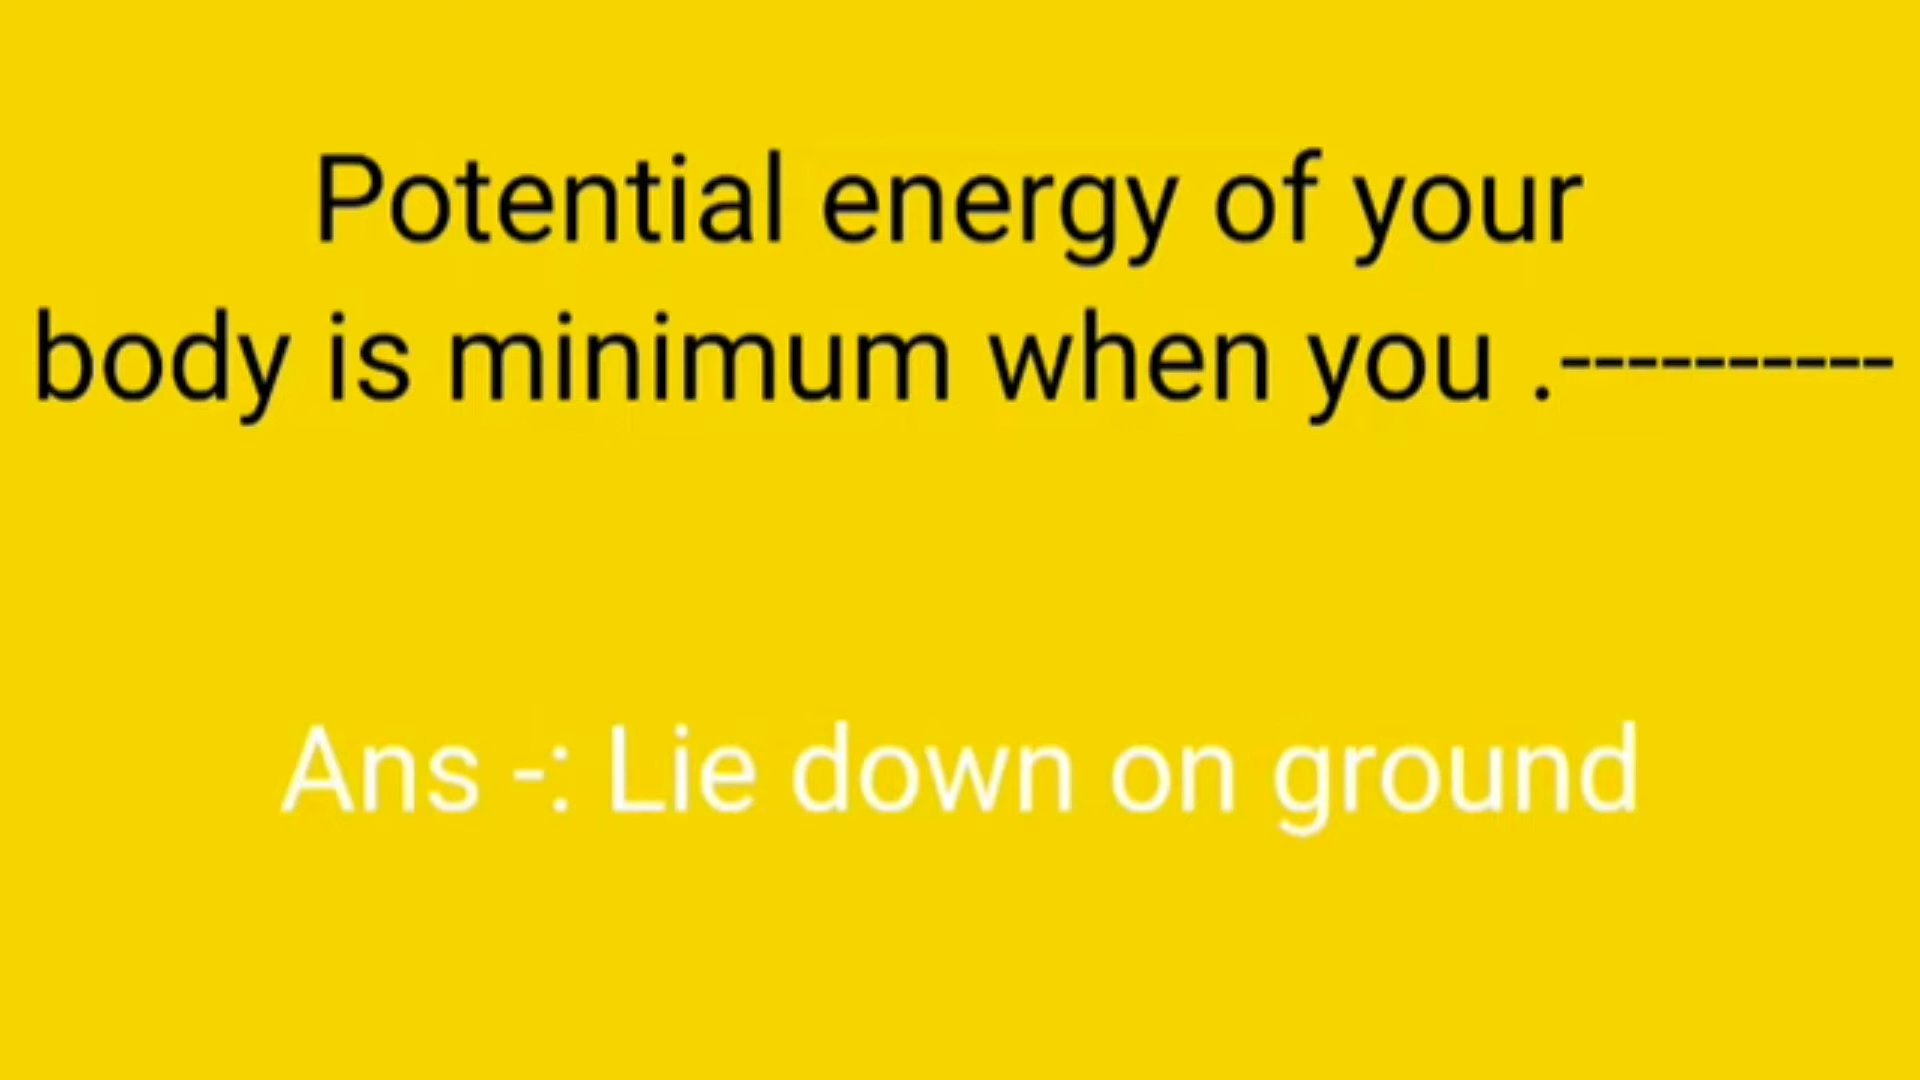 Potential energy of your
body is minimum when you .----------
Ans -: Lie down on ground